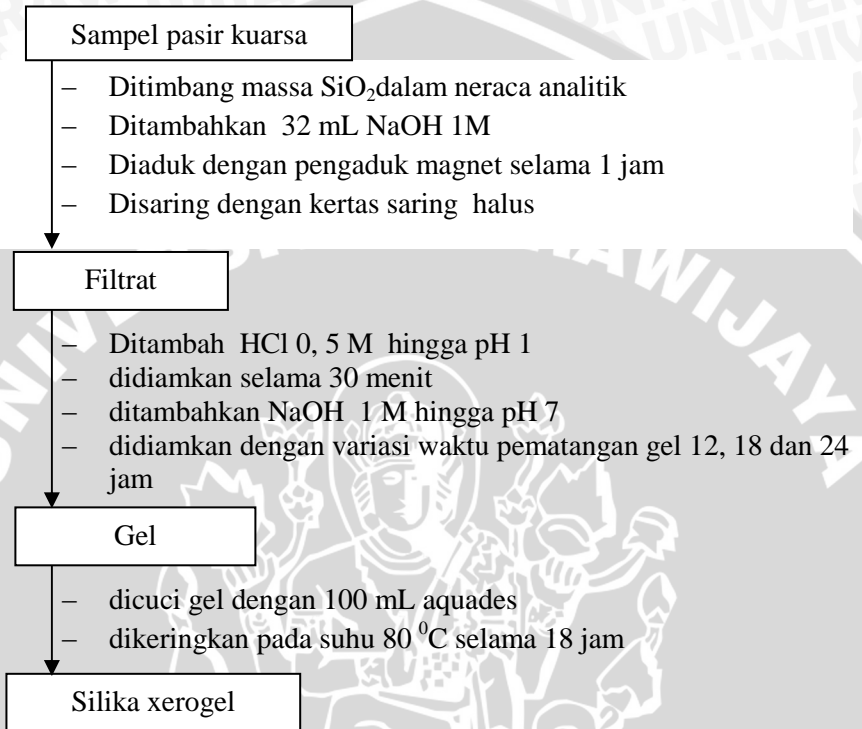 Sampel pasir kuarsa
– Ditimbang massa SiO₂dalam neraca analitik
– Ditambahkan 32 mL NaOH 1M
– Diaduk dengan pengaduk magnet selama 1 jam
– Disaring dengan kertas saring halus
Filtrat
– Ditambah HCl 0, 5 M hingga pH 1
– didiamkan selama 30 menit
– ditambahkan NaOH 1 M hingga pH 7
– didiamkan dengan variasi waktu pematangan gel 12, 18 dan 24
jam
Gel
– dicuci gel dengan 100 mL aquades
– dikeringkan pada suhu 80 ⁰C selama 18 jam
Silika xerogel